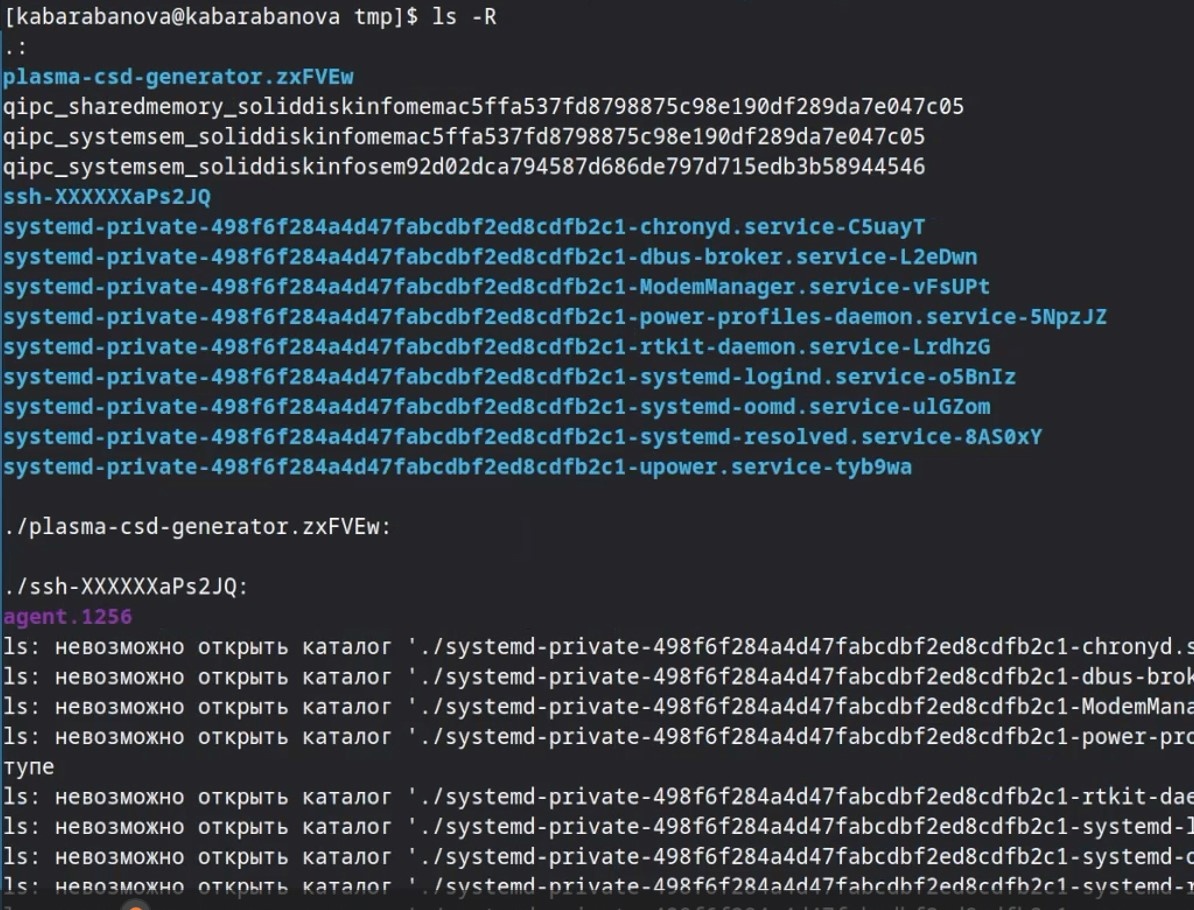 [kabarabanova@kabarabanova tmp]$ ls -R
.:
plasma-csd-generator.zxFVEw
qipc_sharedmemory_soliddiskinfomemac5ffa537fd8798875c98e190df289da7e047c05
qipc_systemsem_soliddiskinfomemac5ffa537fd8798875c98e190df289da7e047c05
qipc_systemsem_soliddiskinfosem92d02dca794587d686de797d715edb3b58944546
ssh-XXXXXXaPs2JQ
systemd-private-498f6f284a4d47fabcdbf2ed8cdfb2c1-chronyd.service-C5uayT
systemd-private-498f6f284a4d47fabcdbf2ed8cdfb2c1-dbus-broker.service-L2eDwn
systemd-private-498f6f284a4d47fabcdbf2ed8cdfb2c1-ModemManager.service-vFsUPt
systemd-private-498f6f284a4d47fabcdbf2ed8cdfb2c1-power-profiles-daemon.service-5NpzJZ
systemd-private-498f6f284a4d47fabcdbf2ed8cdfb2c1-rtkit-daemon.service-LrdhzG
systemd-private-498f6f284a4d47fabcdbf2ed8cdfb2c1-systemd-logind.service-o5BnIz
systemd-private-498f6f284a4d47fabcdbf2ed8cdfb2c1-systemd-oomd.service-ulGZom
systemd-private-498f6f284a4d47fabcdbf2ed8cdfb2c1-systemd-resolved.service-8AS0xY
systemd-private-498f6f284a4d47fabcdbf2ed8cdfb2c1-upower.service-tyb9wa
./plasma-csd-generator.zxFVEw:
./ssh-XXXXXXaPs2JQ:
agent.1256
ls: невозможно открыть каталог './systemd-private-498f6f284a4d47fabcdbf2ed8cdfb2c1-chronyd.s
ls: невозможно открыть каталог './systemd-private-498f6f284a4d47fabcdbf2ed8cdfb2c1-dbus-brok
ls: невозможно открыть каталог './systemd-private-498f6f284a4d47fabcdbf2ed8cdfb2c1-ModemMana
ls: невозможно открыть каталог './systemd-private-498f6f284a4d47fabcdbf2ed8cdfb2c1-power-pro
тупе
ls: невозможно открыть каталог './systemd-private-498f6f284a4d47fabcdbf2ed8cdfb2c1-rtkit-dae
ls: невозможно открыть каталог './systemd-private-498f6f284a4d47fabcdbf2ed8cdfb2c1-systemd-l
ls: невозможно открыть каталог './systemd-private-498f6f284a4d47fabcdbf2ed8cdfb2c1-systemd-o
ls: невозможно открыть каталог './systemd-private-498f6f284a4d47fabcdbf2ed8cdfb2c1-systemd-r